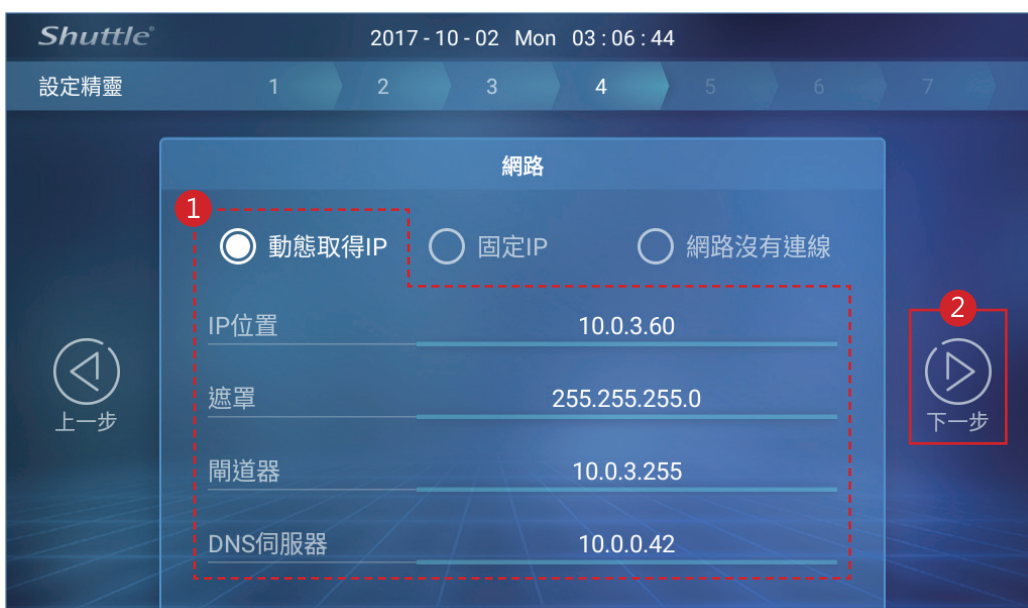 Shuttle 2017 - 10 - 02 Mon 03 : 06 : 44
設定精靈 1 2 3 4 5 6 7
網路
1
動態取得IP 固定IP 網路沒有連線
IP位置 10.0.3.60
2
遮罩 255.255.255.0
上一步 下一步
閘道器 10.0.3.255
DNS伺服器 10.0.0.42